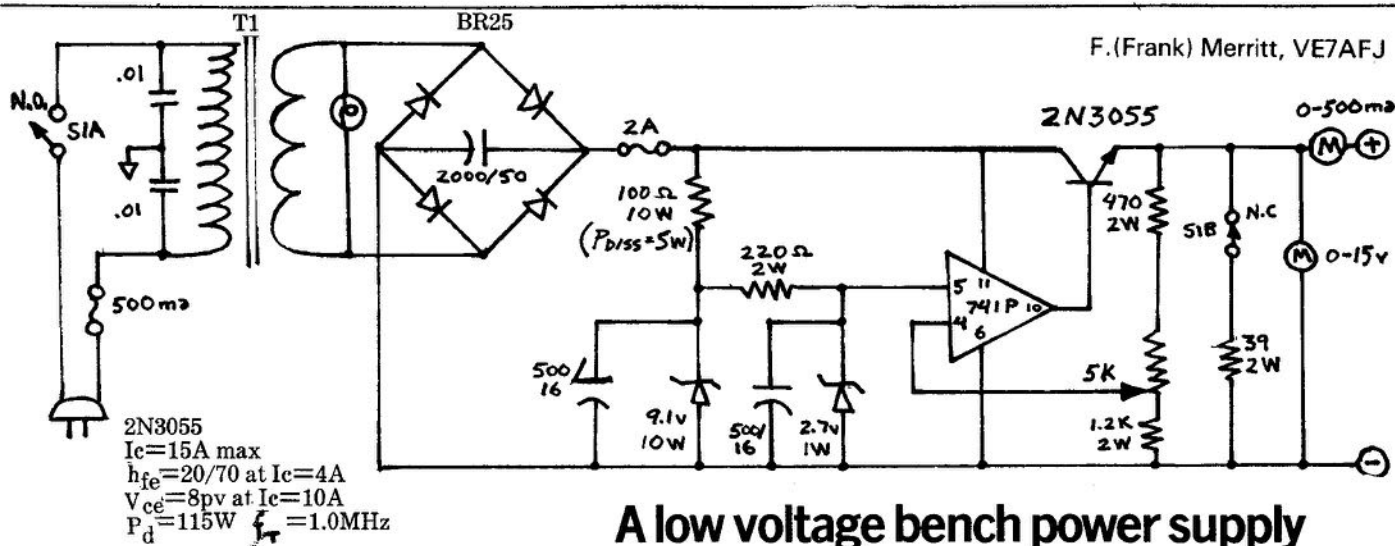 T1
BR25
F.(Frank) Merritt, VE7AFJ
.01
N.O.
S1A
.01
500ma
2000/50
2A
100Ω
10W
(PDISS=5W)
220Ω
2W
2N3055
0-500ma
M
+
470
2W
N.C
S1B
M
0-15v
5
11
741P
10
4
6
39
2W
5K
500/
16
9.1v
10W
500/
16
2.7v
1W
1.2K
2W
-
2N3055
Ic=15A max
hfe=20/70 at Ic=4A
Vce=8pv at Ic=10A
Pd=115W fT=1.0MHz
A low voltage bench power supply